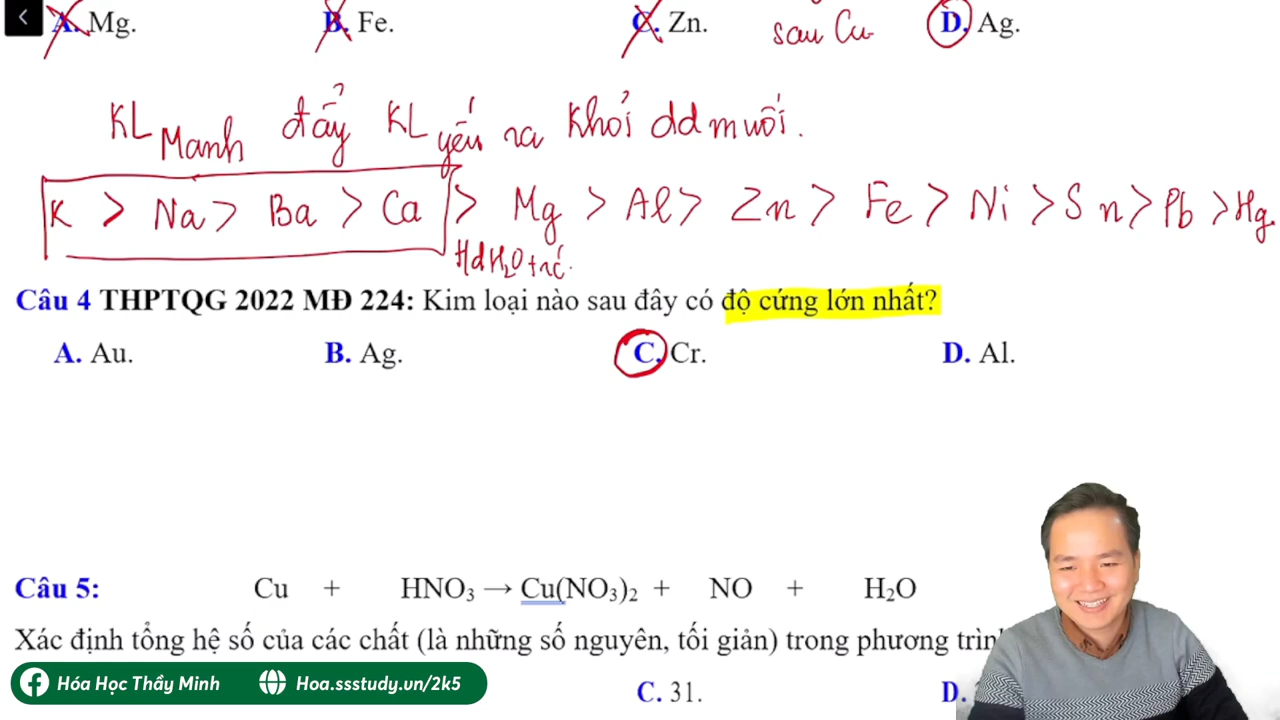 A. Mg. B. Fe. C. Zn. sau Cu D. Ag.
KL Mạnh đẩy KL yếu ra khỏi dd muối.
K > Na > Ba > Ca > Mg > Al > Zn > Fe > Ni > Sn > Pb > Hg
Hđ H₂O trc.
Câu 4 THPTQG 2022 MĐ 224: Kim loại nào sau đây có độ cứng lớn nhất?
A. Au. B. Ag. C. Cr. D. Al.
Câu 5: Cu + HNO₃ → Cu(NO₃)₂ + NO + H₂O
Xác định tổng hệ số của các chất (là những số nguyên, tối giản) trong phương
Hóa Học Thầy Minh Hoa.ssstudy.vn/2k5 C. 31. D.